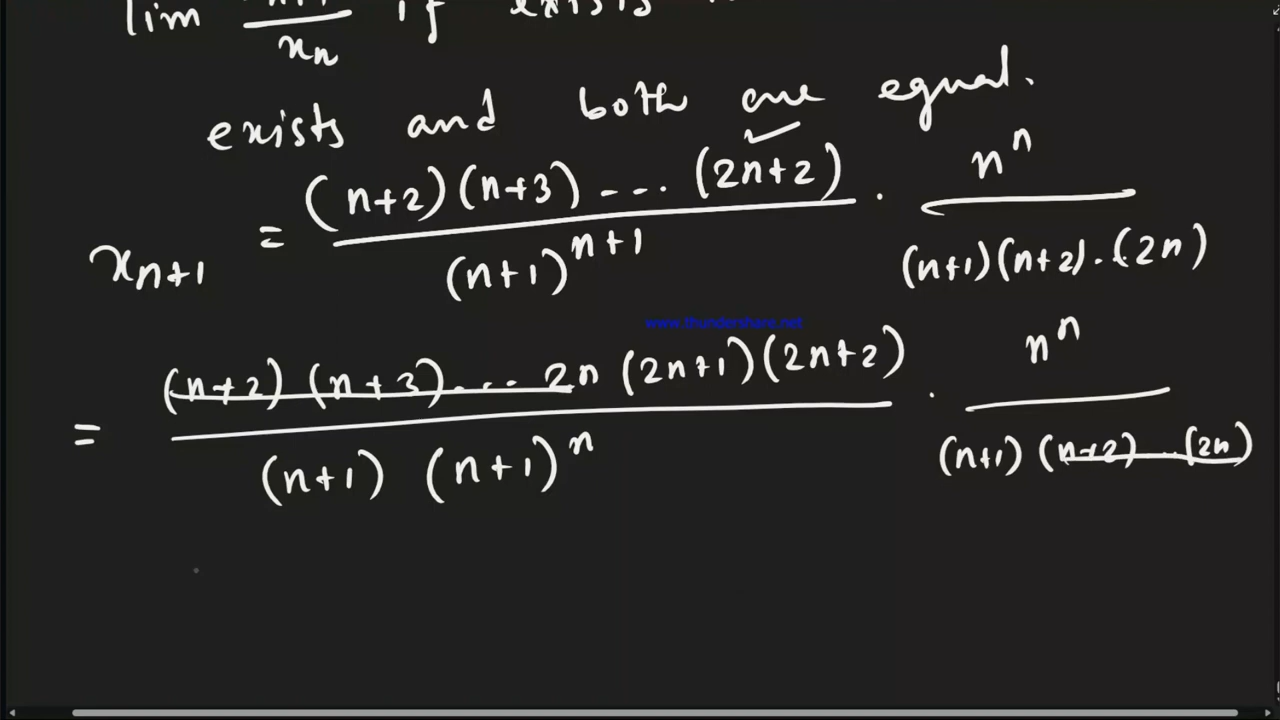 lim x_{n+1}/x_n if exists
exists and both are equal.
x_{n+1} = (n+2)(n+3) --.. (2n+2) / (n+1)^{n+1} . n^n / (n+1)(n+2) . . (2n)
www.thundershare.net
= (n+2) (n+3) . ... 2n (2n+1)(2n+2) / (n+1) (n+1)^n . n^n / (n+1) (n+2) ... (2n)